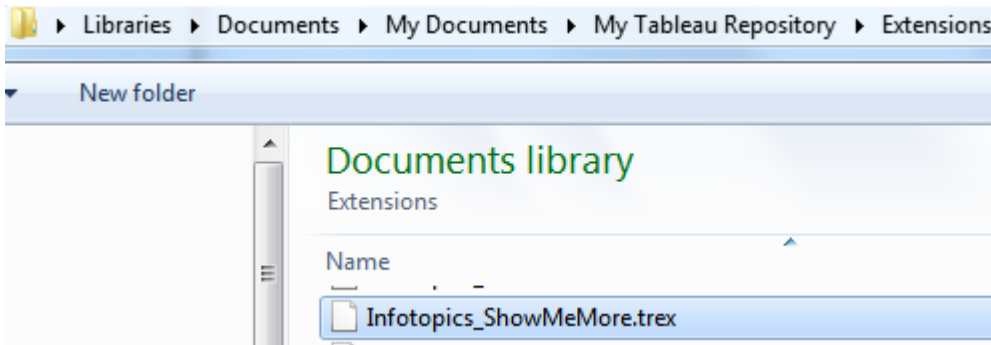 Libraries Documents My Documents My Tableau Repository Extensions
New folder
Documents library
Extensions
Name
Infotopics_ShowMeMore.trex